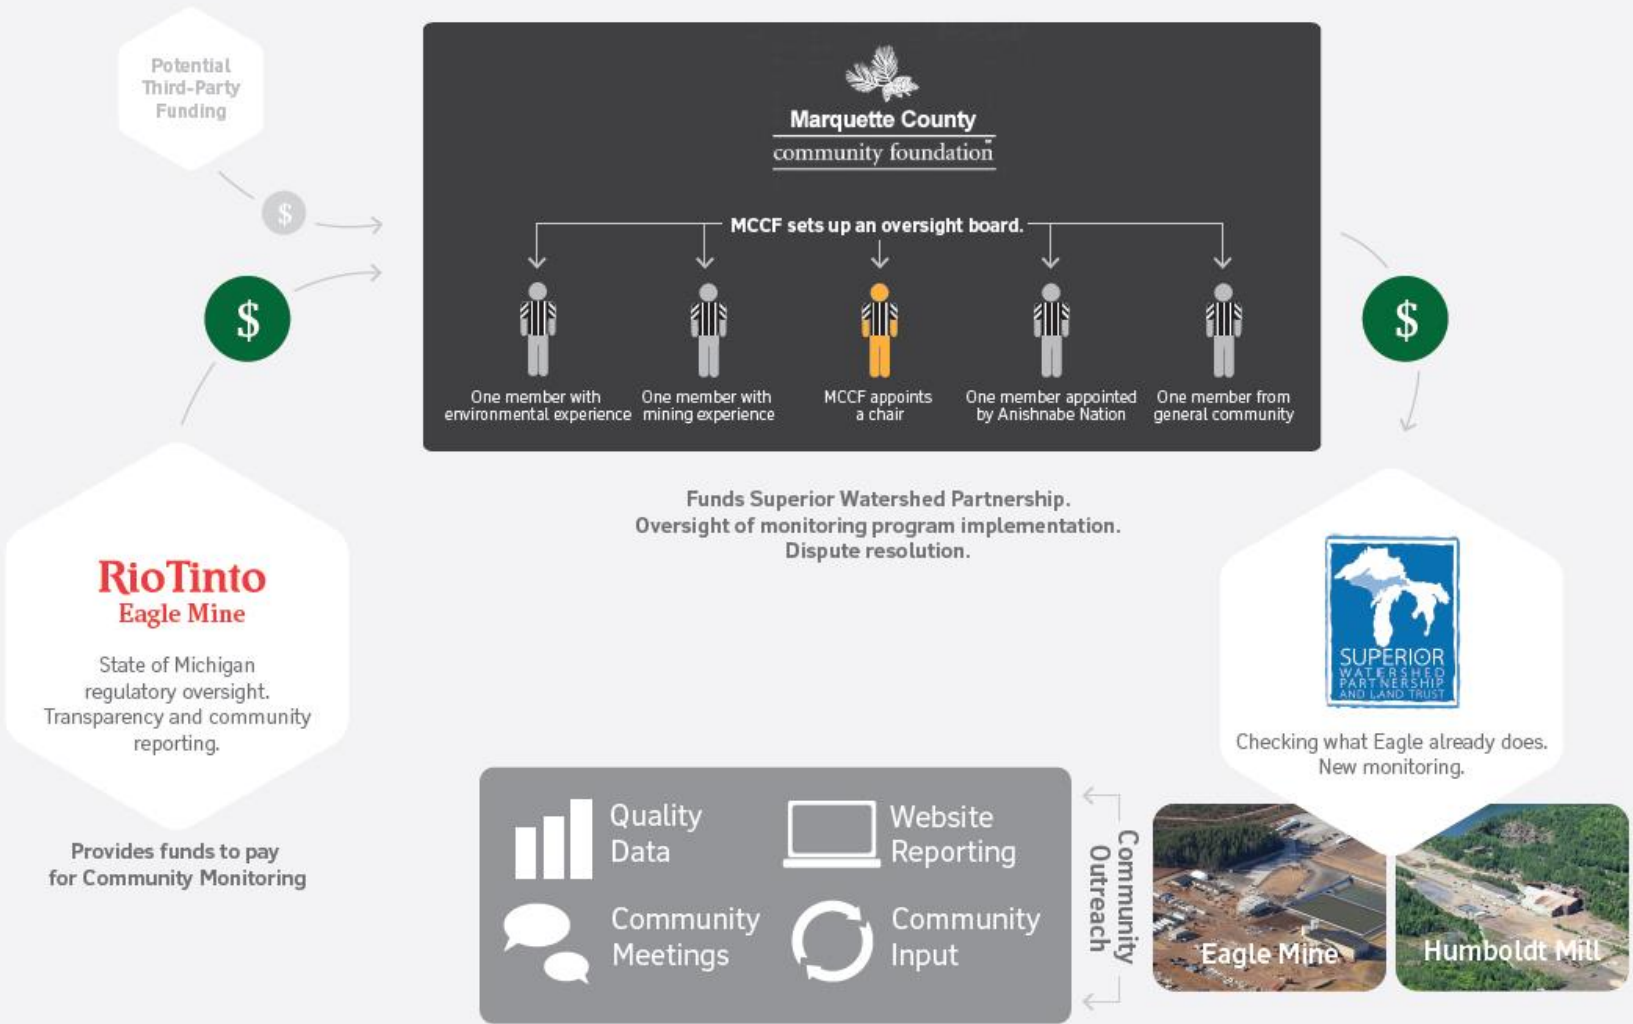 Potential
Third-Party
Funding
$
$
Marquette County
community foundation
MCCF sets up an oversight board.
One member with
environmental experience
One member with
mining experience
MCCF appoints
a chair
One member appointed
by Anishnabe Nation
One member from
general community
$
Funds Superior Watershed Partnership.
Oversight of monitoring program implementation.
Dispute resolution.
RioTinto
Eagle Mine
State of Michigan
regulatory oversight.
Transparency and community
reporting.
Provides funds to pay
for Community Monitoring
SUPERIOR
WATERSHED
PARTNERSHIP
AND LAND TRUST
Checking what Eagle already does.
New monitoring.
Eagle Mine
Humboldt Mill
Community
Outreach
Quality
Data
Website
Reporting
Community
Meetings
Community
Input